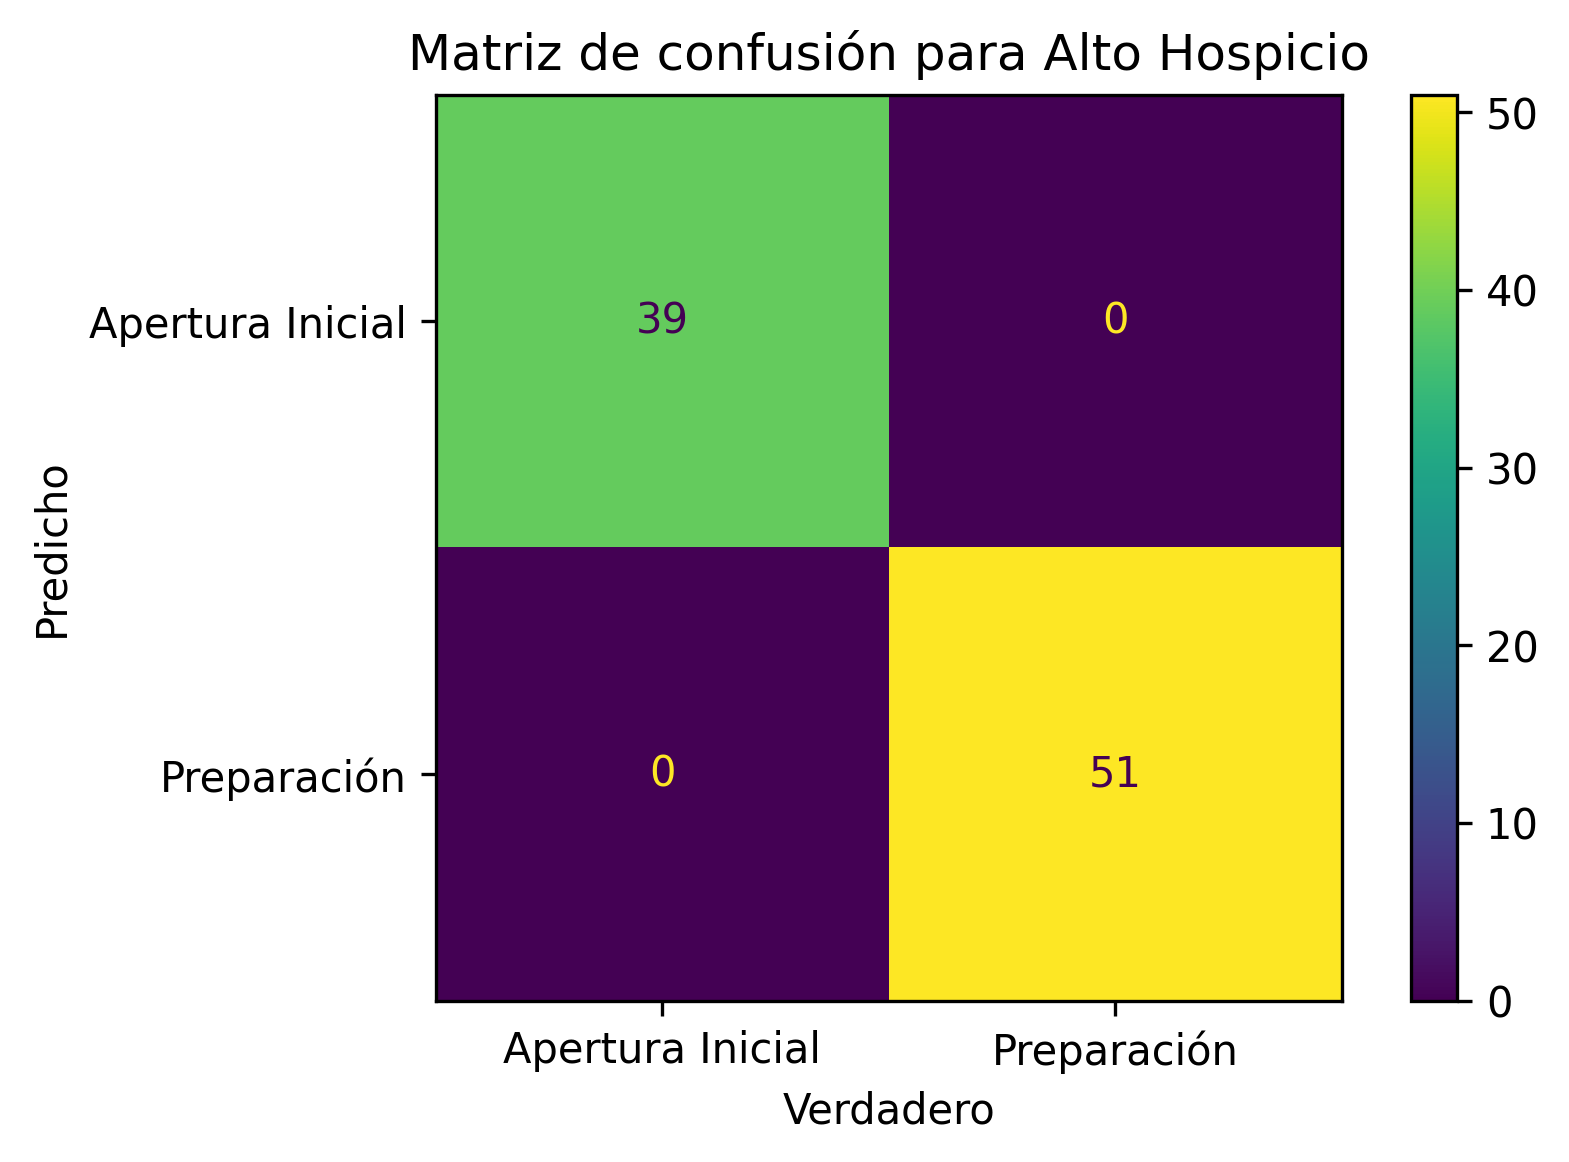 Matriz de confusión para Alto Hospicio
Predicho
Apertura Inicial
Preparación
39
0
0
51
Apertura Inicial
Preparación
Verdadero
50
40
30
20
10
0